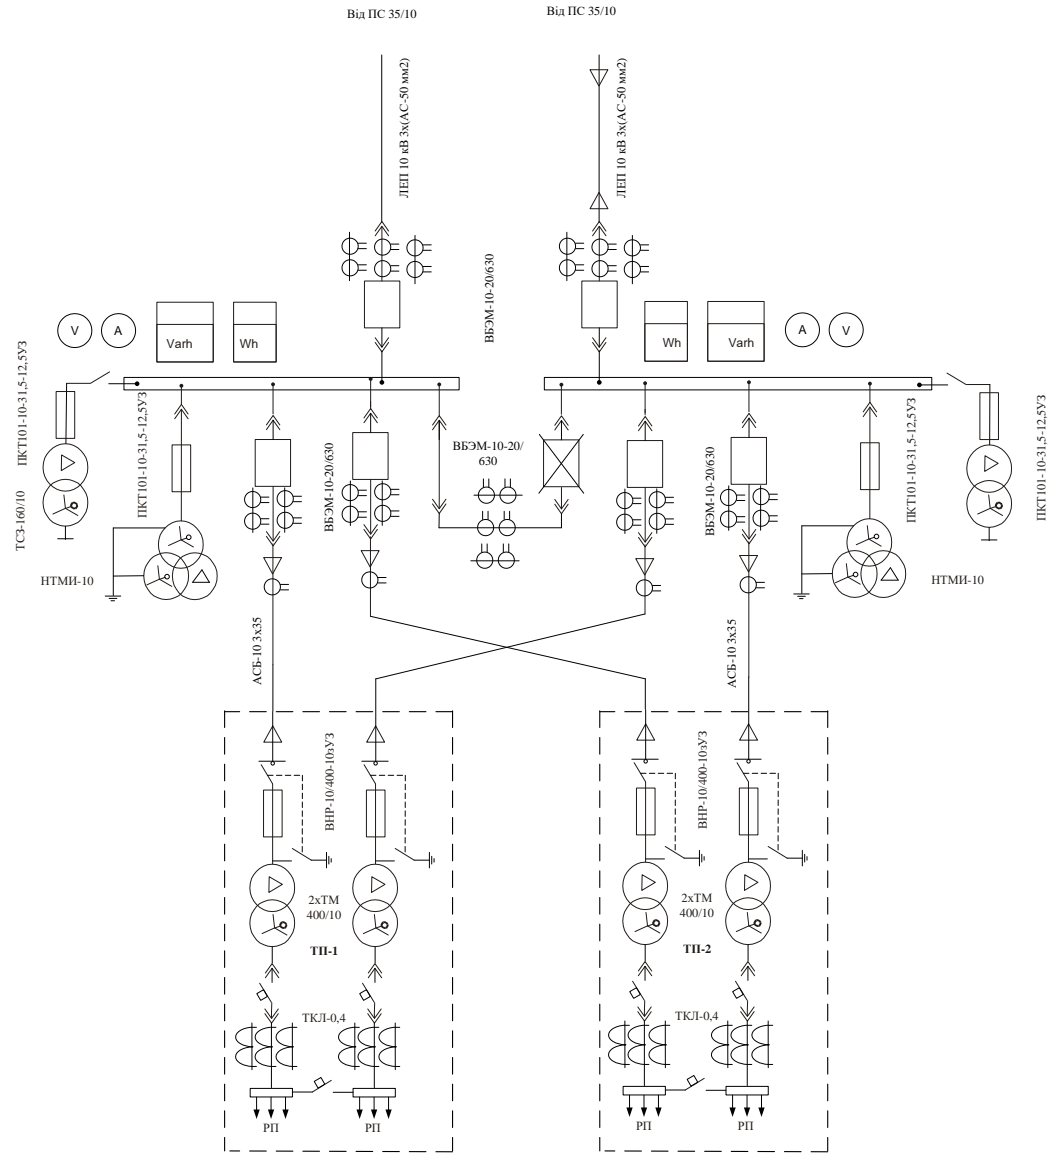 Від ПС 35/10
Від ПС 35/10
ЛЕП 10 кВ 3х(АС-50 мм2)
ЛЕП 10 кВ 3х(АС-50 мм2)
ВБЭМ-10-20/630
V
A
Varh
Wh
Wh
Varh
A
V
ПКТ101-10-31,5-12,5УЗ
ТСЗ-160/10
ПКТ101-10-31,5-12,5УЗ
ВБЭМ-10-20/630
ВБЭМ-10-20/
630
ВБЭМ-10-20/630
ПКТ101-10-31,5-12,5УЗ
ПКТ101-10-31,5-12,5УЗ
НТМИ-10
НТМИ-10
АСБ-10 3х35
АСБ-10 3х35
ВНР-10/400-10зУЗ
ВНР-10/400-10зУЗ
2хТМ
400/10
ТП-1
2хТМ
400/10
ТП-2
ТКЛ-0,4
ТКЛ-0,4
РП
РП
РП
РП